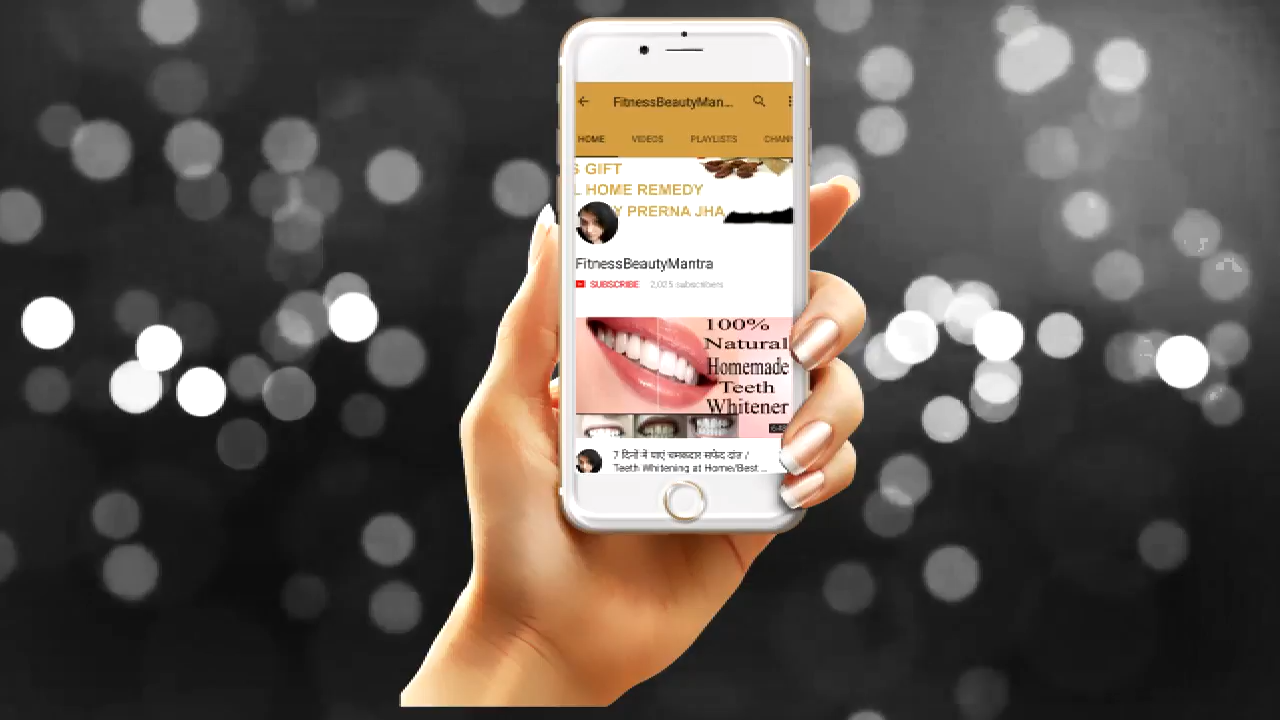 FitnessBeautyMan...
HOME VIDEOS PLAYLISTS CHANN
S GIFT
L HOME REMEDY
Y PRERNA JHA
FitnessBeautyMantra
SUBSCRIBE 2,025 subscribers
100%
Natural
Homemade
Teeth
Whitener
7 दिनों में पाएं चमकदार सफेद दांत /
Teeth Whitening at Home/Best ...